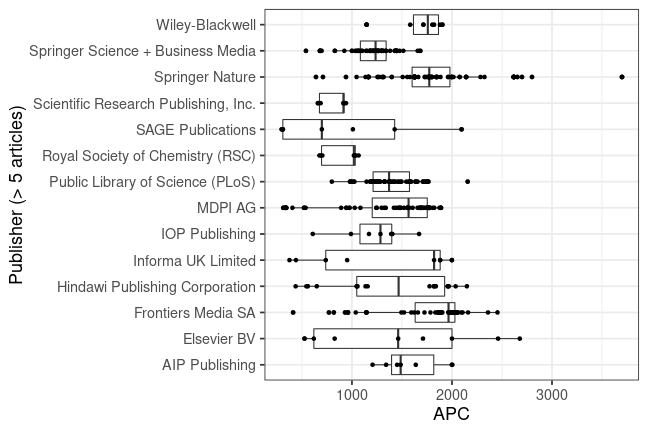 Publisher (> 5 articles)
Wiley-Blackwell
Springer Science + Business Media
Springer Nature
Scientific Research Publishing, Inc.
SAGE Publications
Royal Society of Chemistry (RSC)
Public Library of Science (PLoS)
MDPI AG
IOP Publishing
Informa UK Limited
Hindawi Publishing Corporation
Frontiers Media SA
Elsevier BV
AIP Publishing
1000 2000 3000
APC